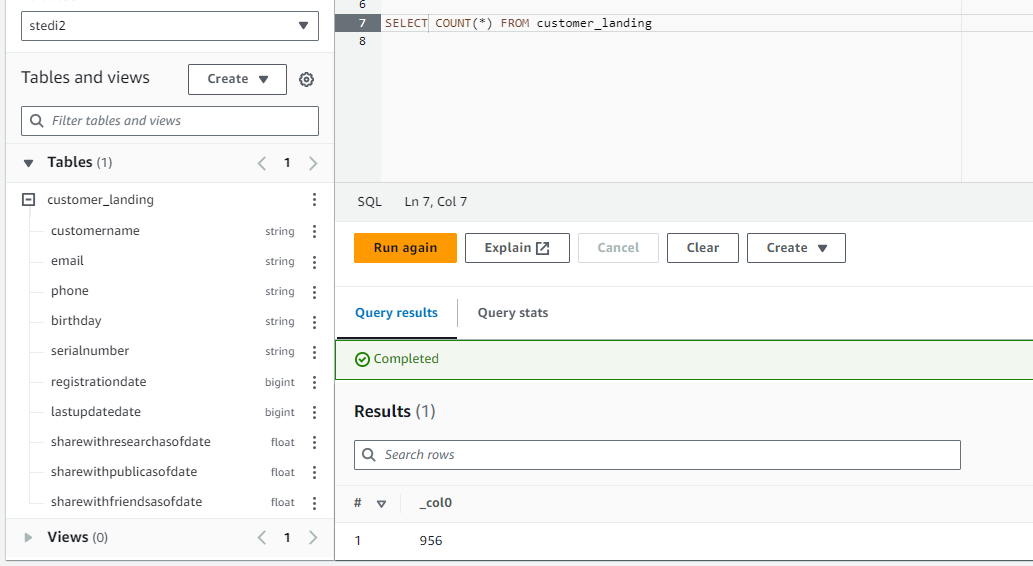 stedi2
Tables and views
Create
Filter tables and views
Tables (1)
1
customer_landing
customername string
email string
phone string
birthday string
serialnumber string
registrationdate bigint
lastupdatedate bigint
sharewithresearchasofdate float
sharewithpublicasofdate float
sharewithfriendsasofdate float
Views (0)
1
6
7 SELECT COUNT(*) FROM customer_landing
8
SQL Ln 7, Col 7
Run again Explain Cancel Clear Create
Query results Query stats
Completed
Results (1)
Search rows
# _col0
1 956